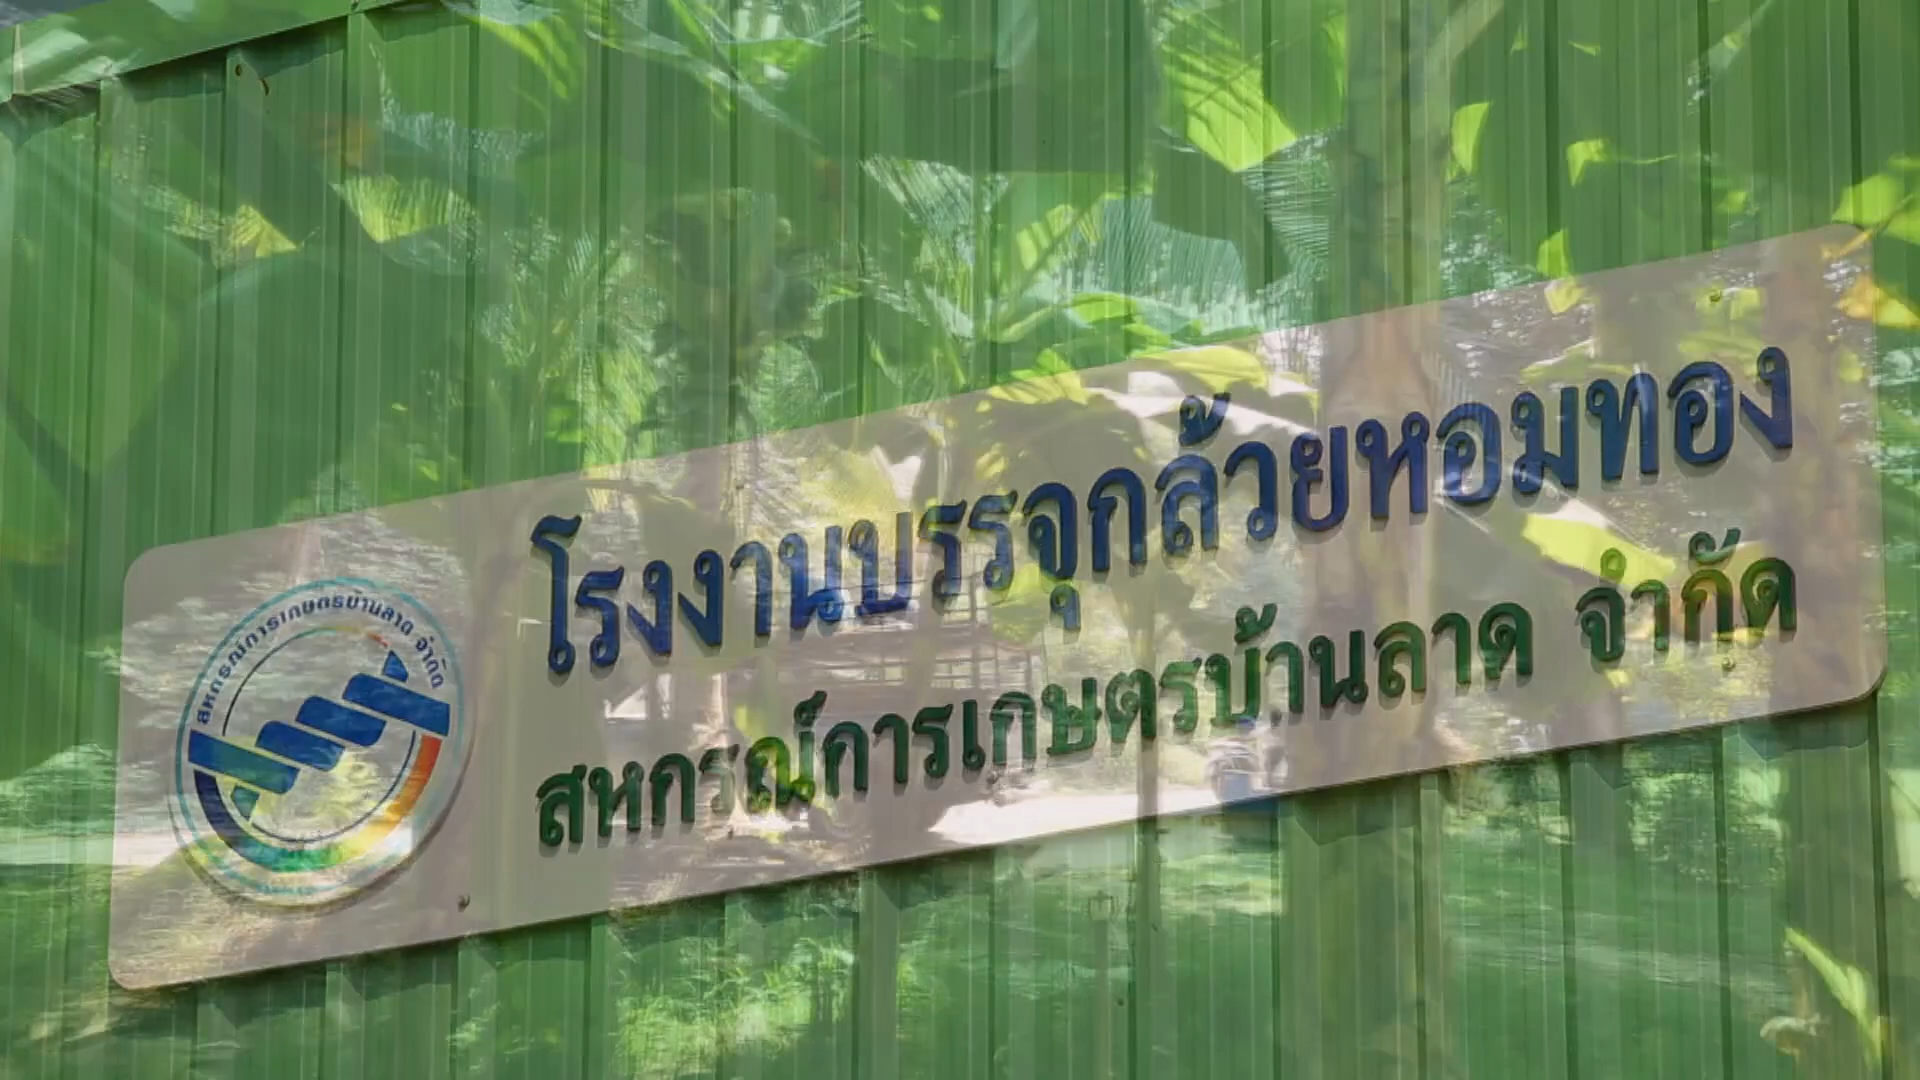 โรงงานบรรจุกล้วยหอมทอง
สหกรณ์การเกษตรบ้านลาด จำกัด
สหกรณ์การเกษตรบ้านลาด จำกัด